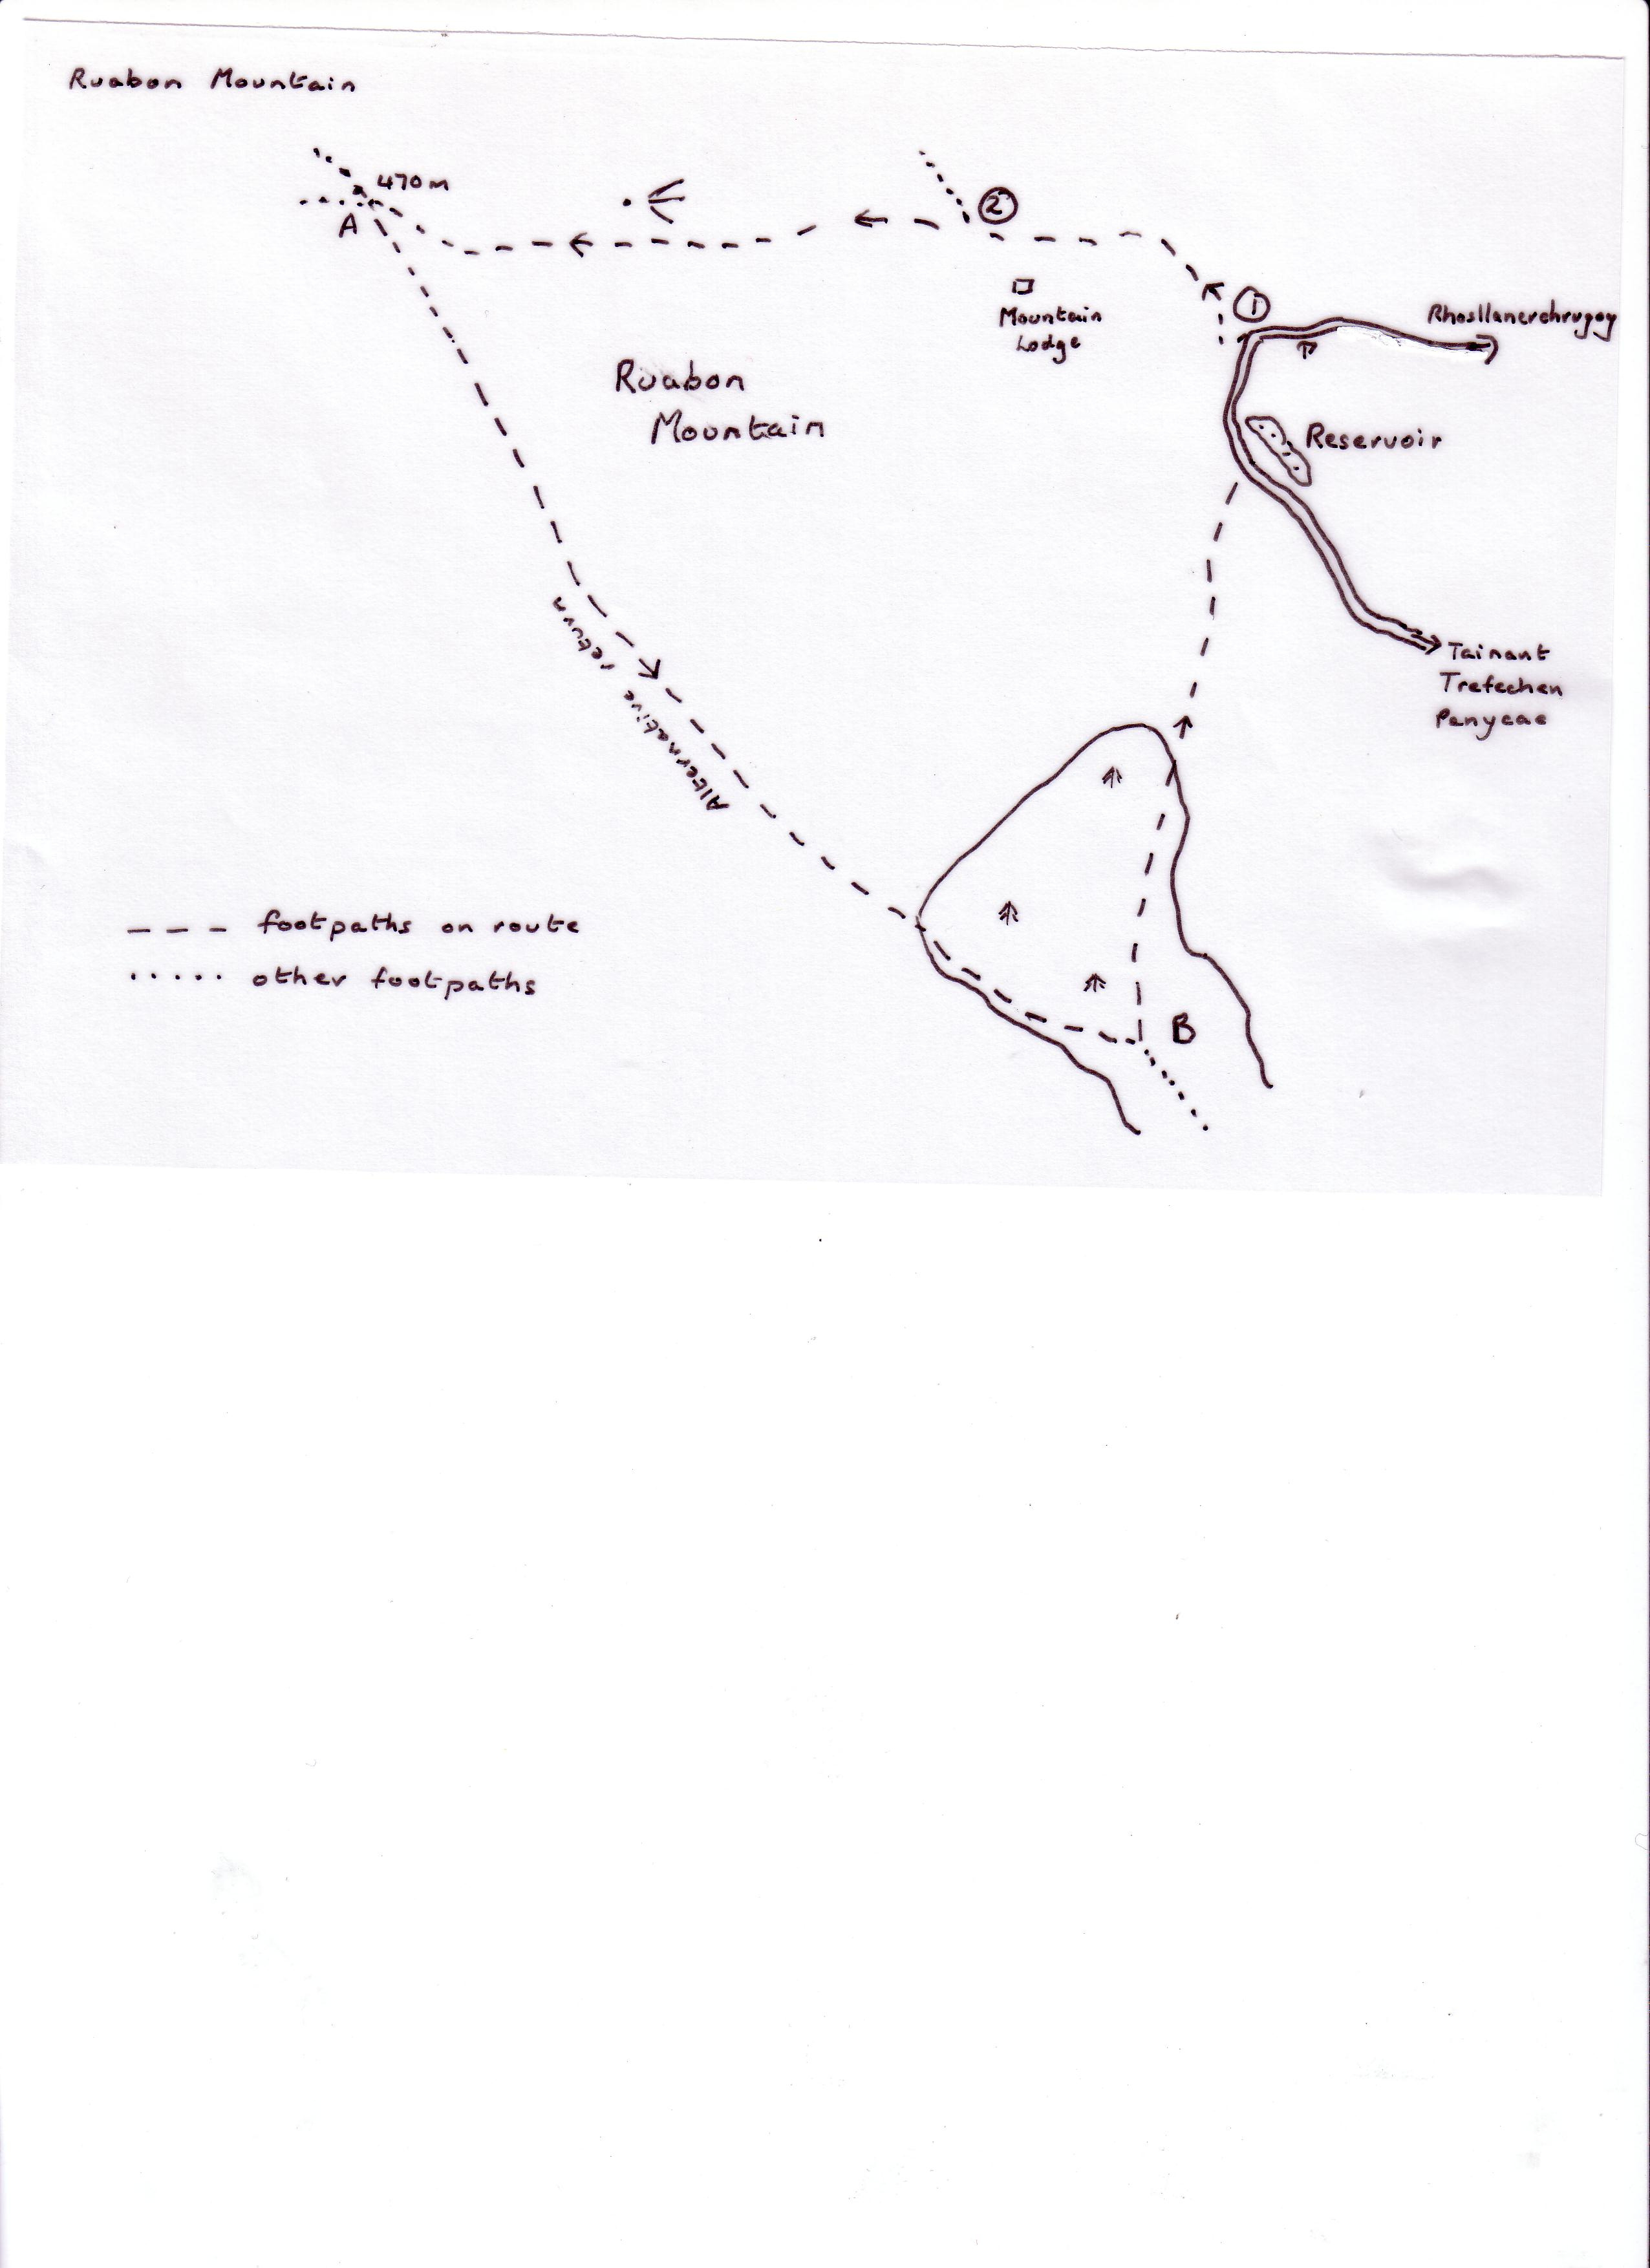 Ruabon Mountain
470m
A
2
1
Mountain
Lodge
Rhosllanerchrugog
Ruabon
Mountain
Reservoir
Alternative return
Tainant
Trefechan
Penycae
B
footpaths on route
other footpaths